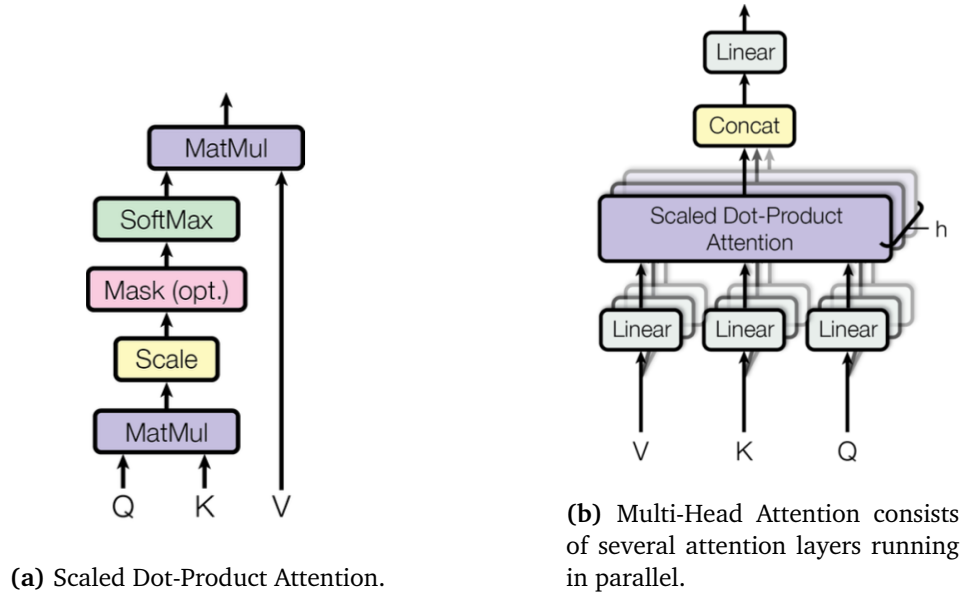 MatMul
SoftMax
Mask (opt.)
Scale
MatMul
Q K V
(a) Scaled Dot-Product Attention.
Linear
Concat
Scaled Dot-Product
Attention
h
Linear Linear Linear
V K Q
(b) Multi-Head Attention consists
of several attention layers running
in parallel.